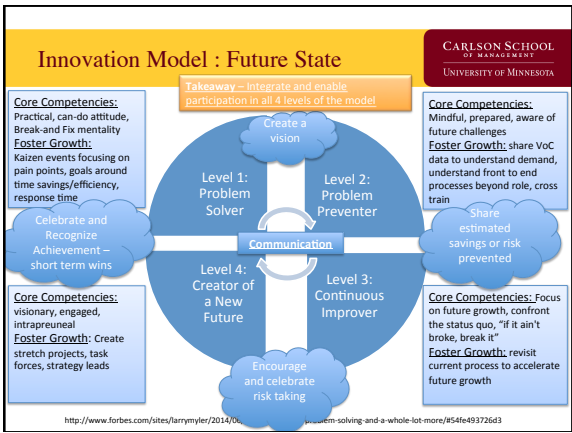 Innovation Model : Future State
CARLSON SCHOOL
OF MANAGEMENT
UNIVERSITY OF MINNESOTA
Takeaway – Integrate and enable
participation in all 4 levels of the model
Core Competencies:
Practical, can-do attitude,
Break-and Fix mentality
Foster Growth:
Kaizen events focusing on
pain points, goals around
time savings/efficiency,
response time
Create a
vision
Core Competencies:
Mindful, prepared, aware of
future challenges
Foster Growth: share VoC
data to understand demand,
understand front to end
processes beyond role, cross
train
Level 1:
Problem
Solver
Level 2:
Problem
Preventer
Celebrate and
Recognize
Achievement –
short term wins
Communication
Share
estimated
savings or risk
prevented
Level 4:
Creator of
a New
Future
Level 3:
Continuous
Improver
Core Competencies:
visionary, engaged,
intrapreuneal
Foster Growth: Create
stretch projects, task
forces, strategy leads
Core Competencies: Focus
on future growth, confront
the status quo, "if it ain't
broke, break it"
Foster Growth: revisit
current process to accelerate
future growth
Encourage
and celebrate
risk taking
http://www.forbes.com/sites/larrymyler/2014/06/ problem-solving-and-a-whole-lot-more/#54fe493726d3